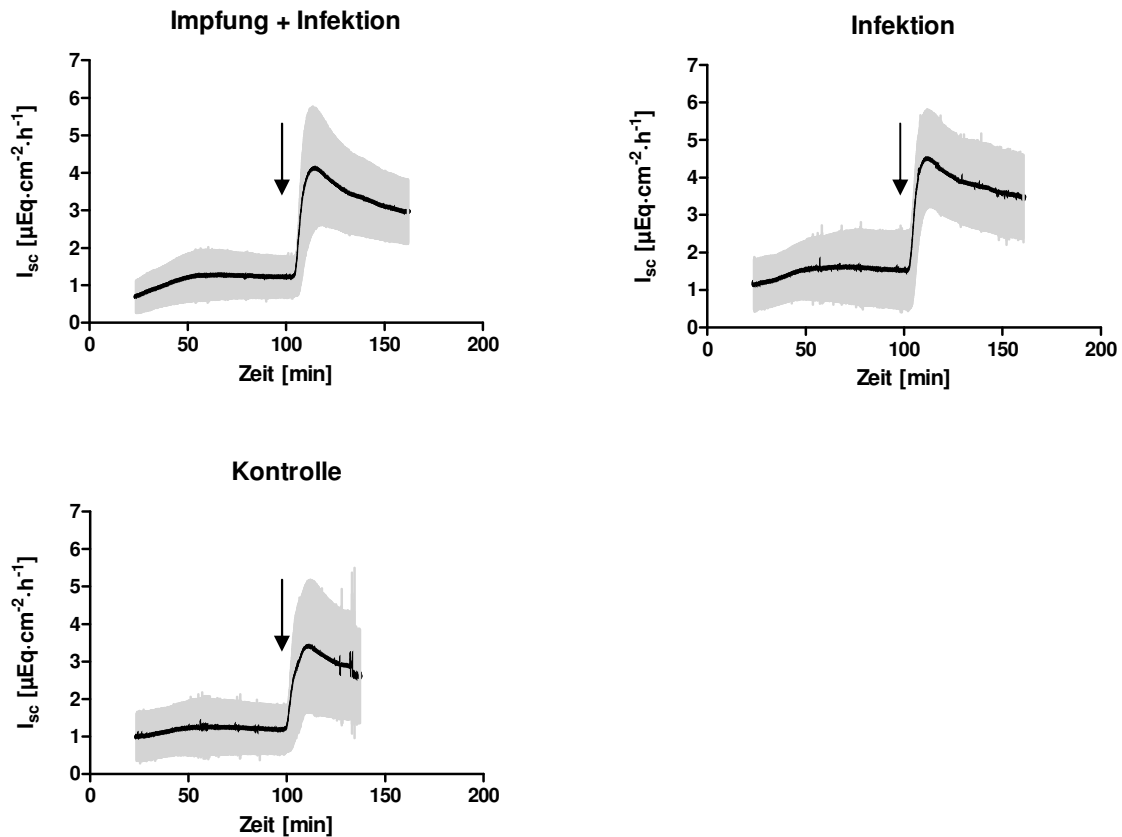 Impfung + Infektion
7
6
5
4
3
2
1
0
I_sc [µEq·cm⁻²·h⁻¹]
0 50 100 150 200
Zeit [min]
Infektion
7
6
5
4
3
2
1
0
I_sc [µEq·cm⁻²·h⁻¹]
0 50 100 150 200
Zeit [min]
Kontrolle
7
6
5
4
3
2
1
0
I_sc [µEq·cm⁻²·h⁻¹]
0 50 100 150 200
Zeit [min]